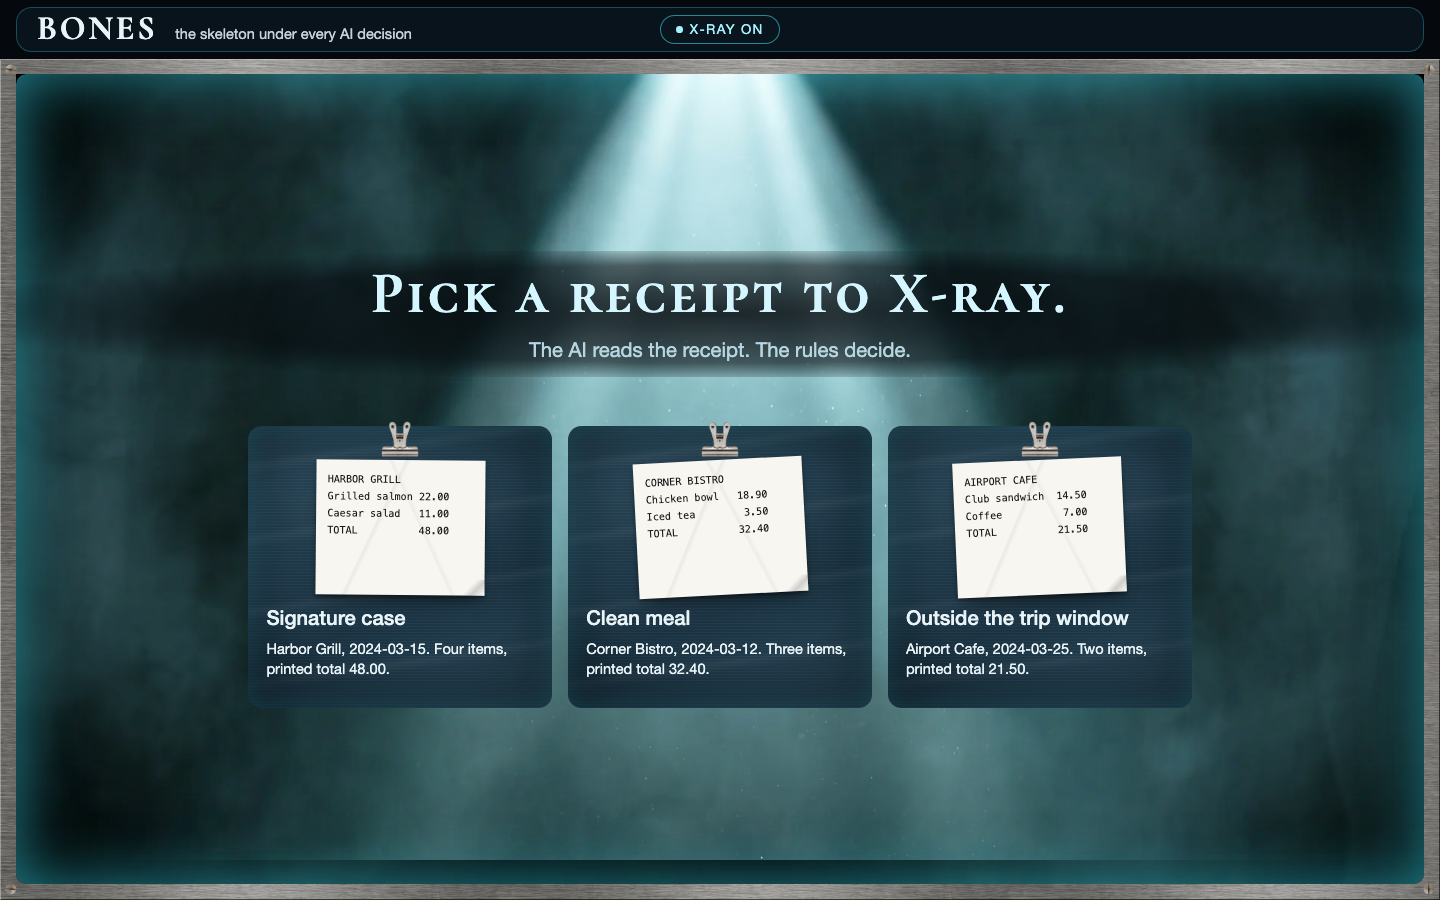 BONES
the skeleton under every AI decision
X-RAY ON
PICK A RECEIPT TO X-RAY.
The AI reads the receipt. The rules decide.
HARBOR GRILL
Grilled salmon 22.00
Caesar salad 11.00
TOTAL 48.00
Signature case
Harbor Grill, 2024-03-15. Four items,
printed total 48.00.
CORNER BISTRO
Chicken bowl 18.90
Iced tea 3.50
TOTAL 32.40
Clean meal
Corner Bistro, 2024-03-12. Three items,
printed total 32.40.
AIRPORT CAFE
Club sandwich 14.50
Coffee 7.00
TOTAL 21.50
Outside the trip window
Airport Cafe, 2024-03-25. Two items,
printed total 21.50.